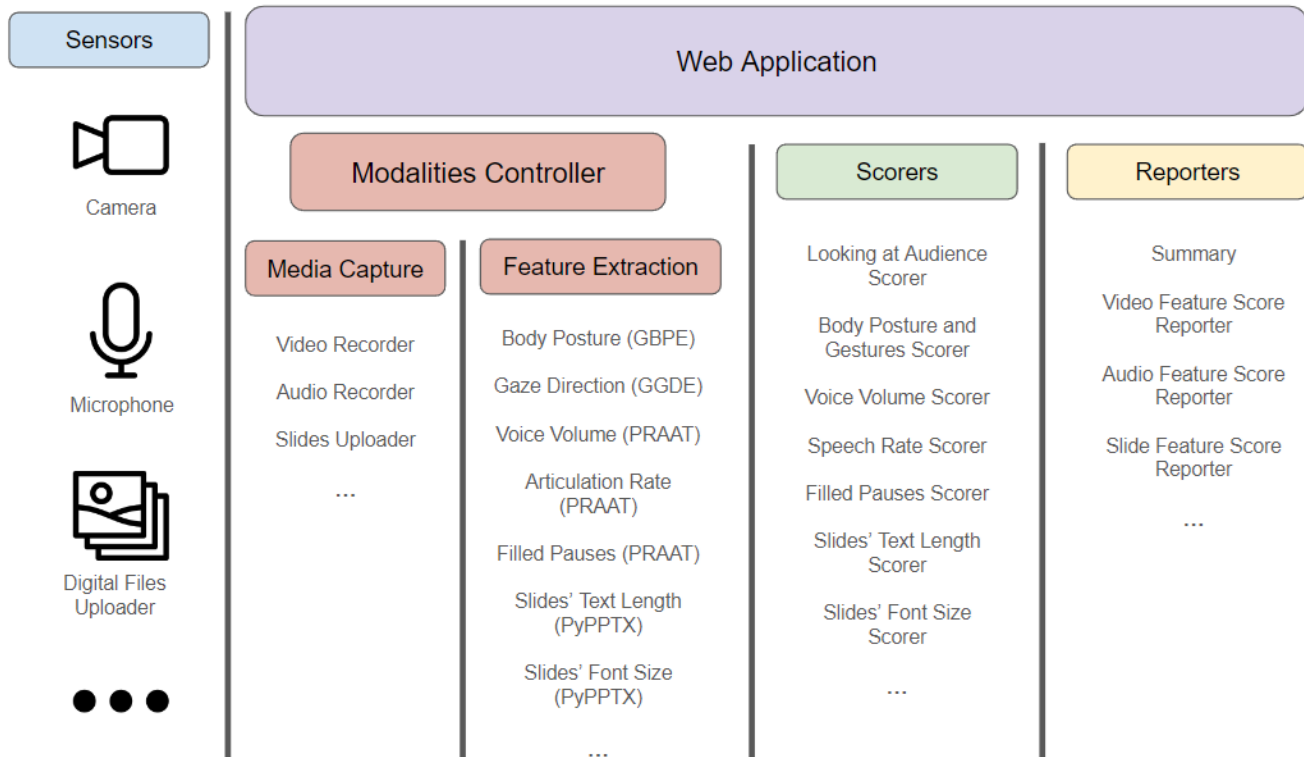 Sensors
Camera
Microphone
Digital Files
Uploader
Web Application
Modalities Controller
Media Capture
Video Recorder
Audio Recorder
Slides Uploader
...
Feature Extraction
Body Posture (GBPE)
Gaze Direction (GGDE)
Voice Volume (PRAAT)
Articulation Rate
(PRAAT)
Filled Pauses (PRAAT)
Slides’ Text Length
(PyPPTX)
Slides’ Font Size
(PyPPTX)
...
Scorers
Looking at Audience
Scorer
Body Posture and
Gestures Scorer
Voice Volume Scorer
Speech Rate Scorer
Filled Pauses Scorer
Slides’ Text Length
Scorer
Slides’ Font Size
Scorer
...
Reporters
Summary
Video Feature Score
Reporter
Audio Feature Score
Reporter
Slide Feature Score
Reporter
...